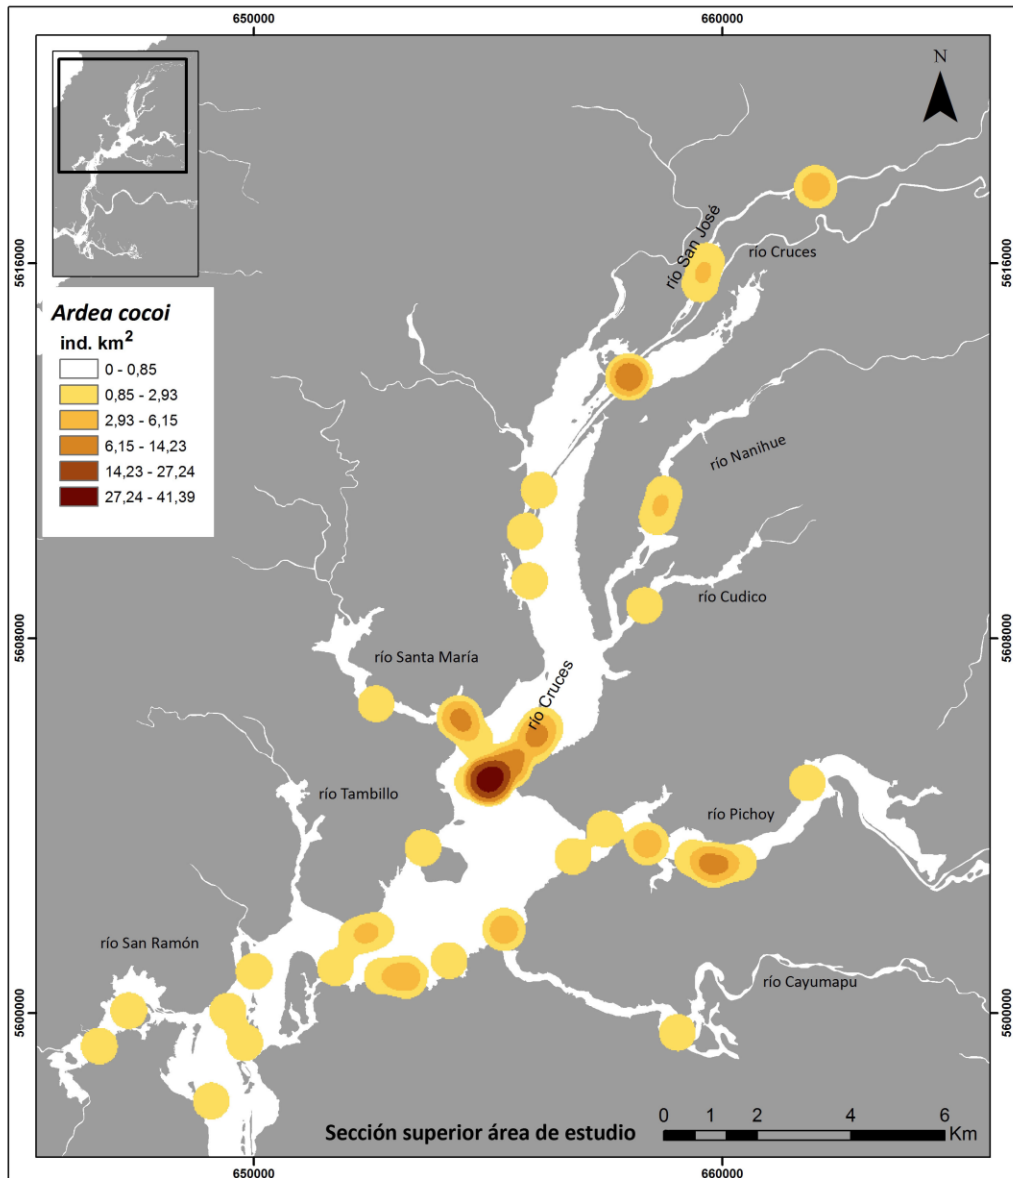 650000
660000
N
5616000
5616000
río San José
río Cruces
Ardea cocoi
ind. km2
0 - 0,85
0,85 - 2,93
2,93 - 6,15
6,15 - 14,23
14,23 - 27,24
27,24 - 41,39
río Nanihue
río Cudico
5608000
5608000
río Santa María
río Cruces
río Tambillo
río Pichoy
río San Ramón
río Cayumapu
5600000
5600000
Sección superior área de estudio
0 1 2 4 6
Km
650000
660000